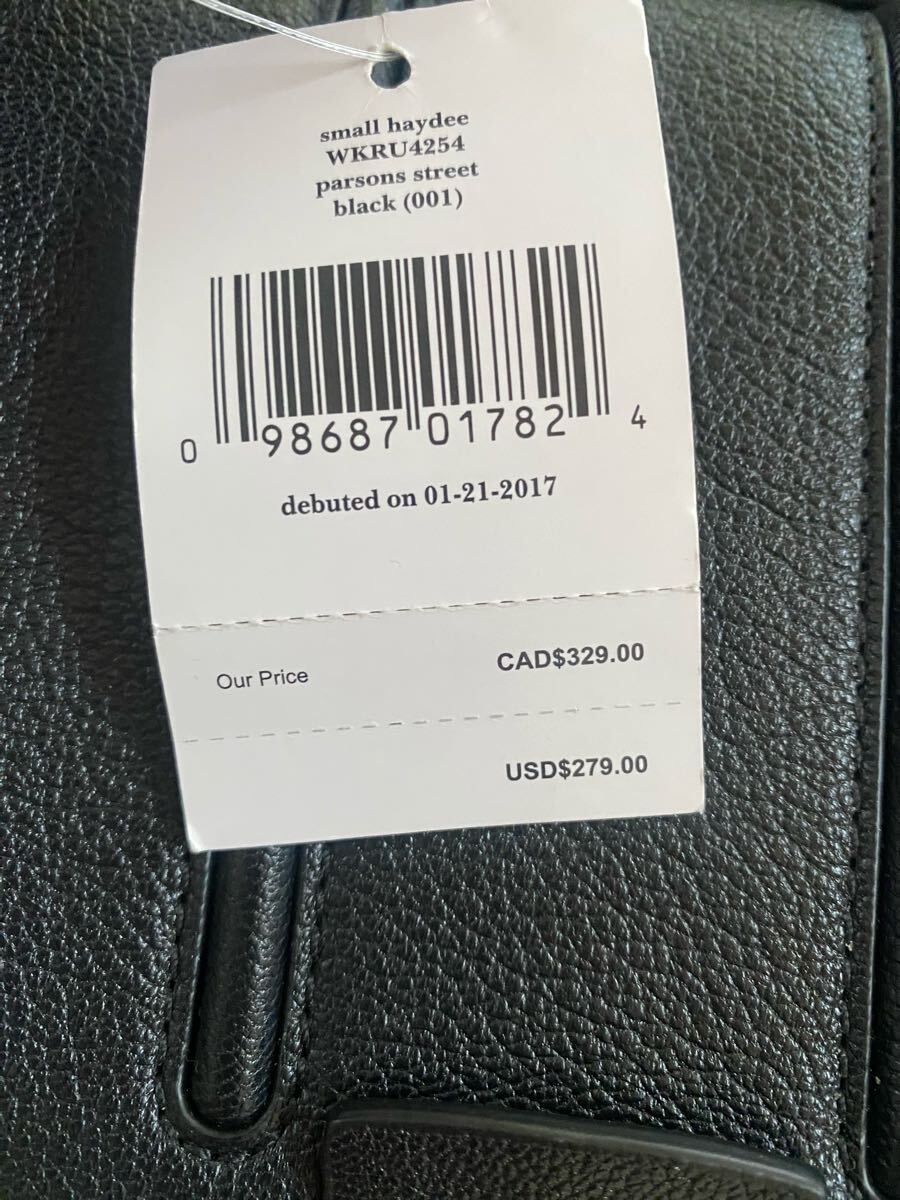 small haydee
WKRU4254
parsons street
black (001)
0 98687 01782 4
debuted on 01-21-2017
Our Price CAD$329.00
USD$279.00